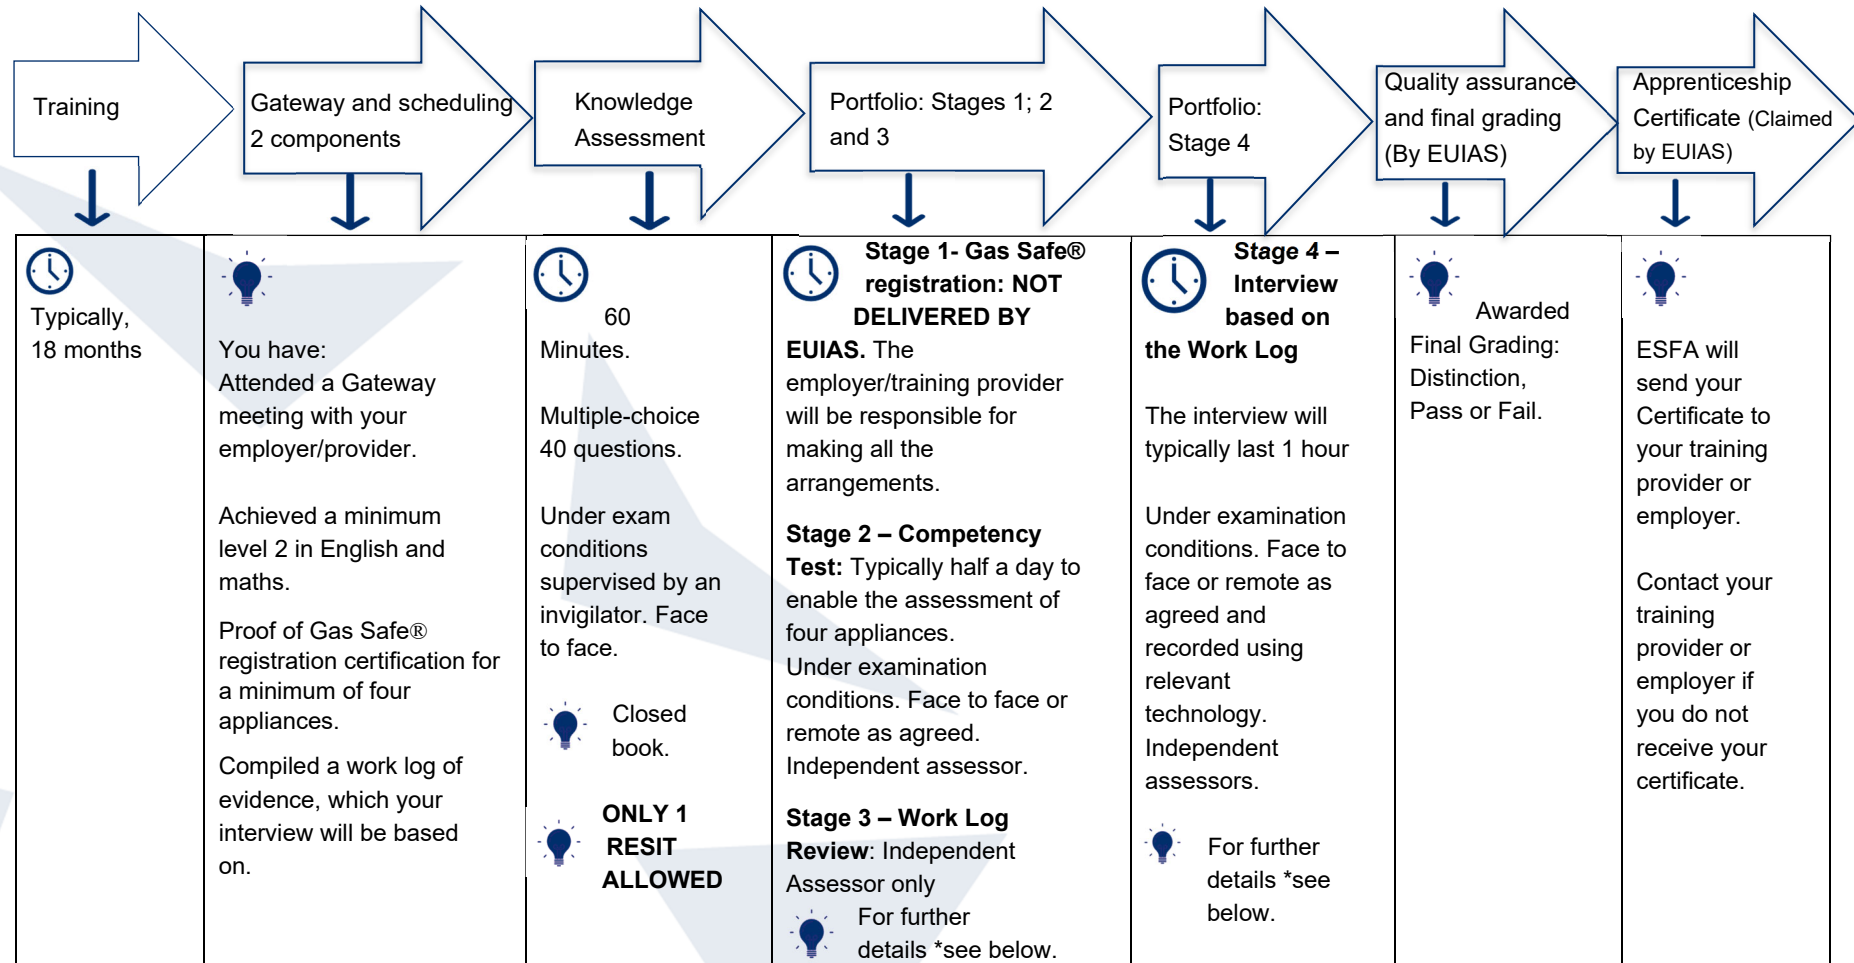 Training
Gateway and scheduling
2 components
Knowledge
Assessment
Portfolio: Stages 1; 2
and 3
Portfolio:
Stage 4
Quality assurance
and final grading
(By EUIAS)
Apprenticeship
Certificate (Claimed
by EUIAS)
Typically,
18 months
You have:
Attended a Gateway
meeting with your
employer/provider.
Achieved a minimum
level 2 in English and
maths.
Proof of Gas Safe®
registration certification for
a minimum of four
appliances.
Compiled a work log of
evidence, which your
interview will be based
on.
60
Minutes.
Multiple-choice
40 questions.
Under exam
conditions
supervised by an
invigilator. Face
to face.
Closed
book.
ONLY 1
RESIT
ALLOWED
Stage 1- Gas Safe®
registration: NOT
DELIVERED BY
EUIAS. The
employer/training provider
will be responsible for
making all the
arrangements.
Stage 2 – Competency
Test: Typically half a day to
enable the assessment of
four appliances.
Under examination
conditions. Face to face or
remote as agreed.
Independent assessor.
Stage 3 – Work Log
Review: Independent
Assessor only
For further
details *see below.
Stage 4 –
Interview
based on
the Work Log
The interview will
typically last 1 hour
Under examination
conditions. Face to
face or remote as
agreed and
recorded using
relevant
technology.
Independent
assessors.
For further
details *see
below.
Awarded
Final Grading:
Distinction,
Pass or Fail.
ESFA will
send your
Certificate to
your training
provider or
employer.
Contact your
training
provider or
employer if
you do not
receive your
certificate.